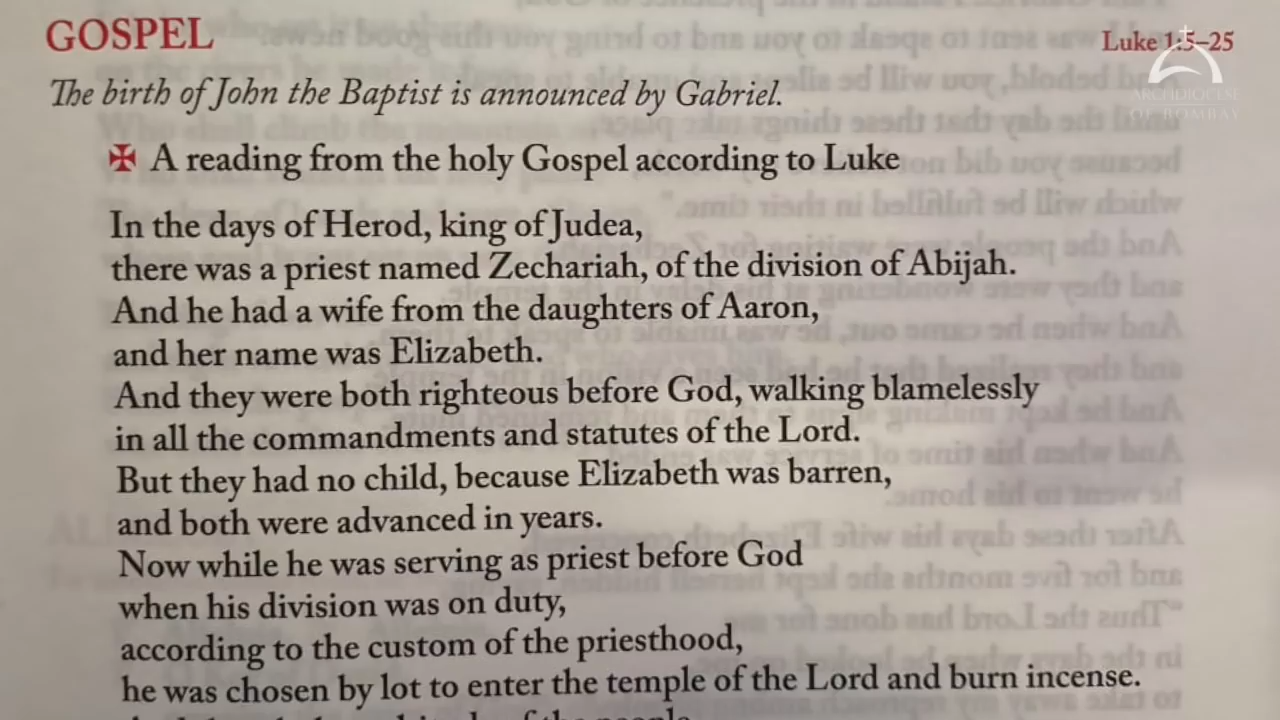 GOSPEL
Luke 1:5–25
ARCHDIOCESE
OF BOMBAY
The birth of John the Baptist is announced by Gabriel.
✠ A reading from the holy Gospel according to Luke
In the days of Herod, king of Judea,
there was a priest named Zechariah, of the division of Abijah.
And he had a wife from the daughters of Aaron,
and her name was Elizabeth.
And they were both righteous before God, walking blamelessly
in all the commandments and statutes of the Lord.
But they had no child, because Elizabeth was barren,
and both were advanced in years.
Now while he was serving as priest before God
when his division was on duty,
according to the custom of the priesthood,
he was chosen by lot to enter the temple of the Lord and burn incense.
of the people